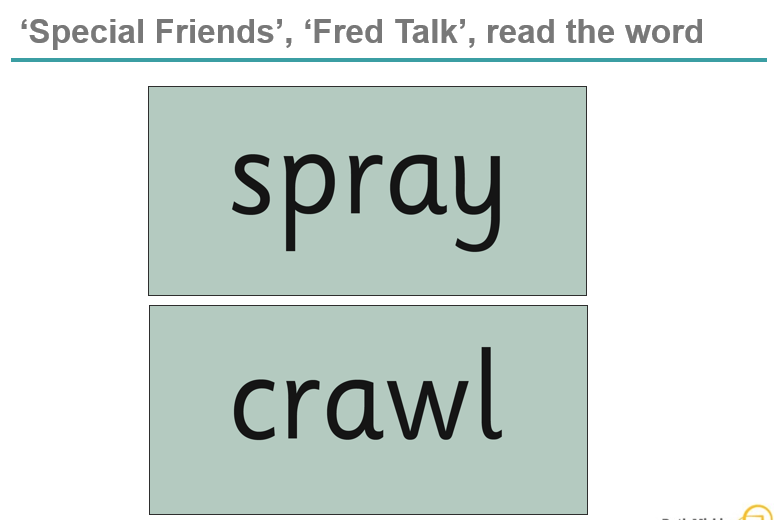 ‘Special Friends’, ‘Fred Talk’, read the word
spray
crawl